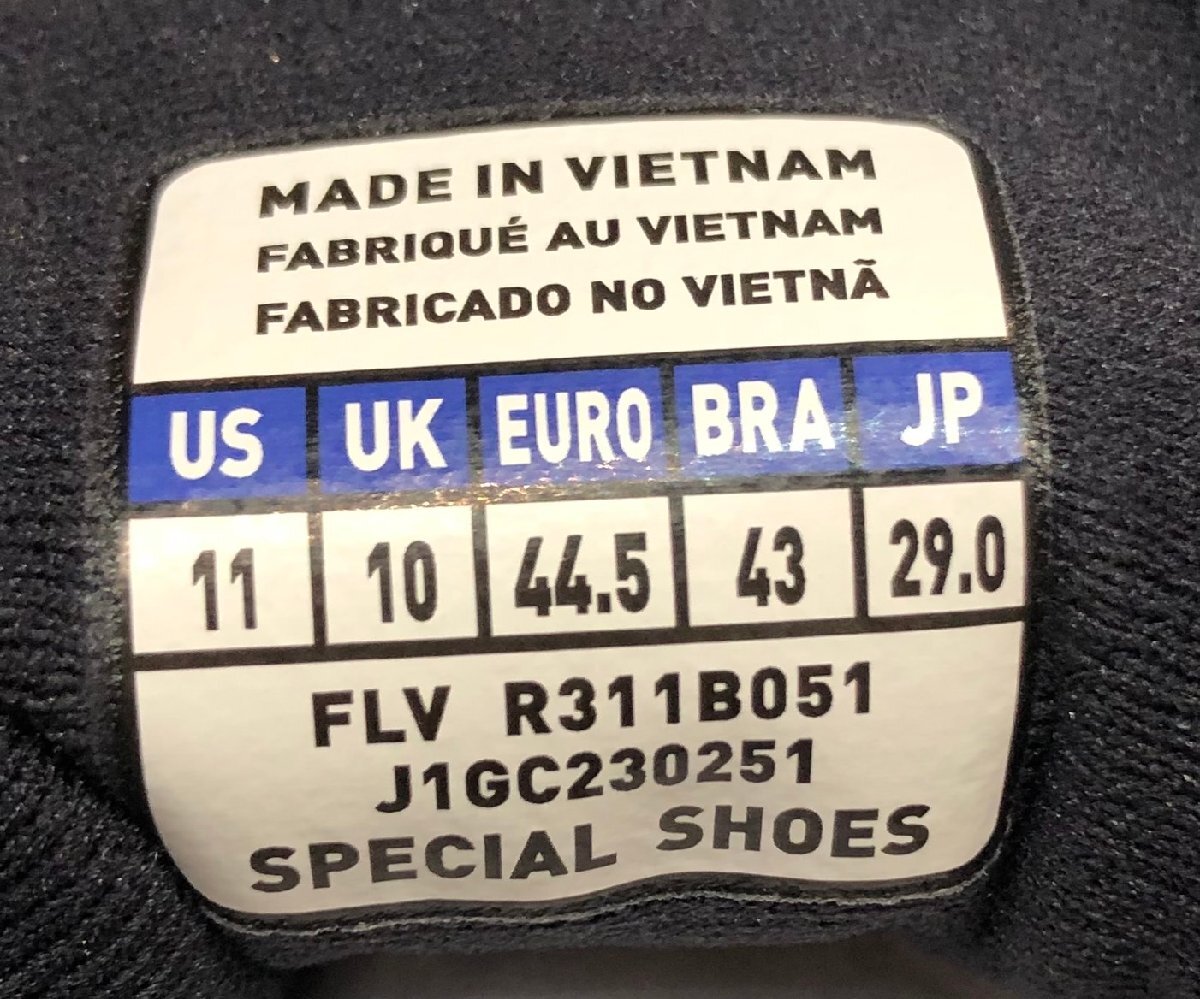 MADE IN VIETNAM
FABRIQUÉ AU VIETNAM
FABRICADO NO VIETNÃ
US UK EURO BRA JP
11 10 44.5 43 29.0
FLV R311B051
J1GC230251
SPECIAL SHOES